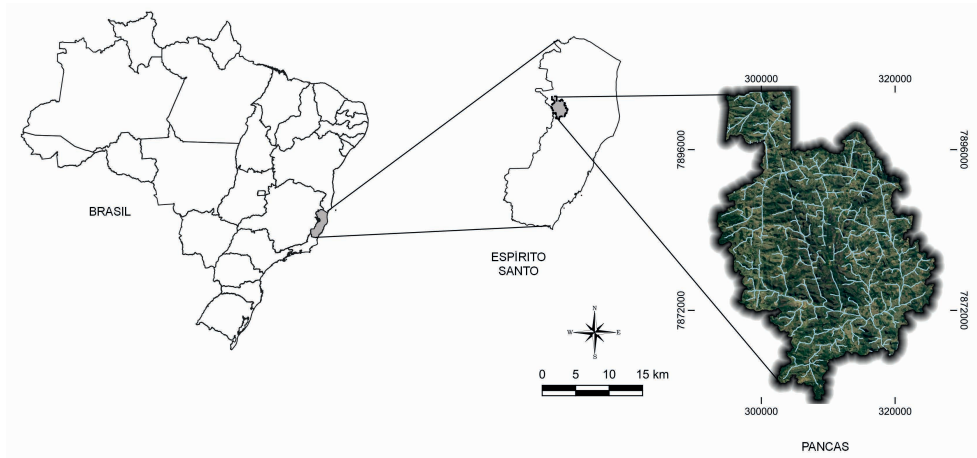 BRASIL
ESPÍRITO
SANTO
N
W
E
S
0 5 10 15 km
300000
320000
7896000
7896000
7872000
7872000
300000
320000
PANCAS